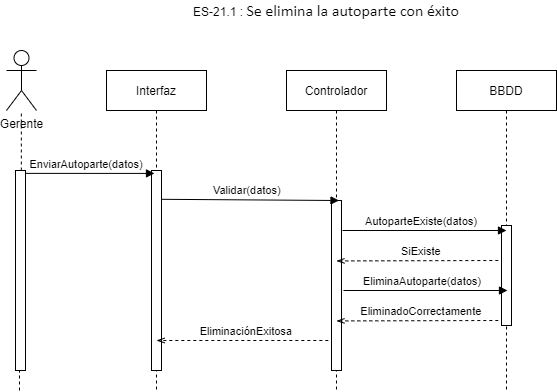 ES-21.1 : Se elimina la autoparte con éxito
Interfaz
Controlador
BBDD
Gerente
EnviarAutoparte(datos)
Validar(datos)
AutoparteExiste(datos)
SiExiste
EliminaAutoparte(datos)
EliminadoCorrectamente
EliminaciónExitosa